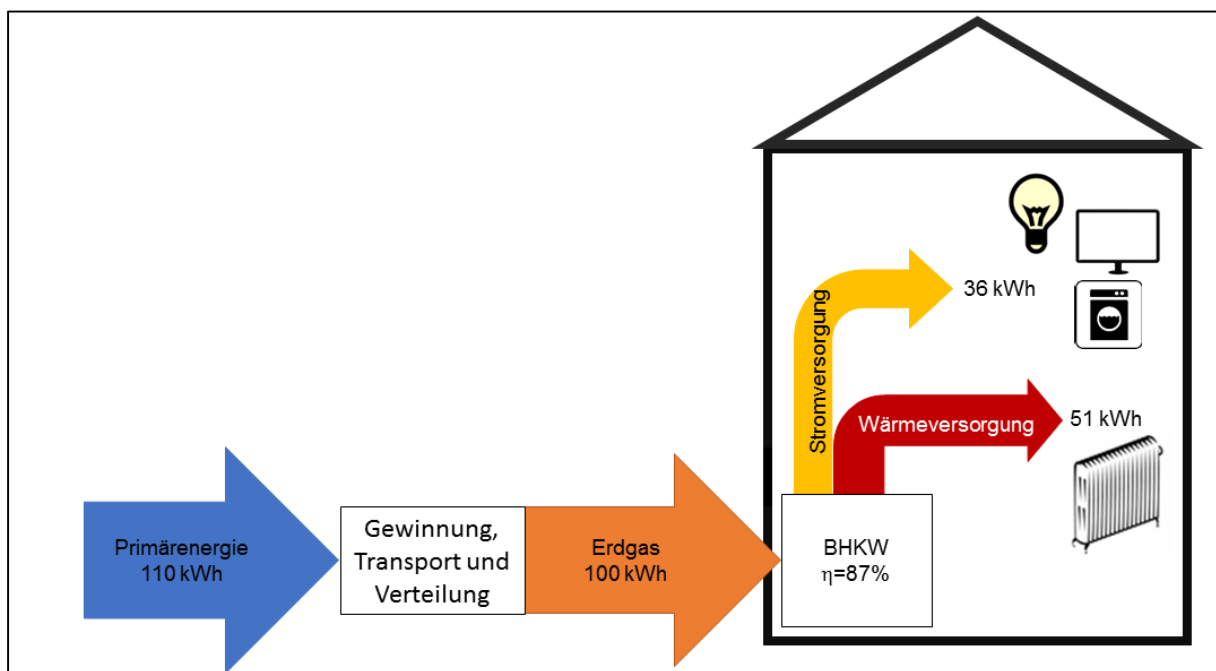 Primärenergie
110 kWh
Gewinnung,
Transport und
Verteilung
Erdgas
100 kWh
BHKW
η=87%
Stromversorgung
36 kWh
Wärmeversorgung
51 kWh